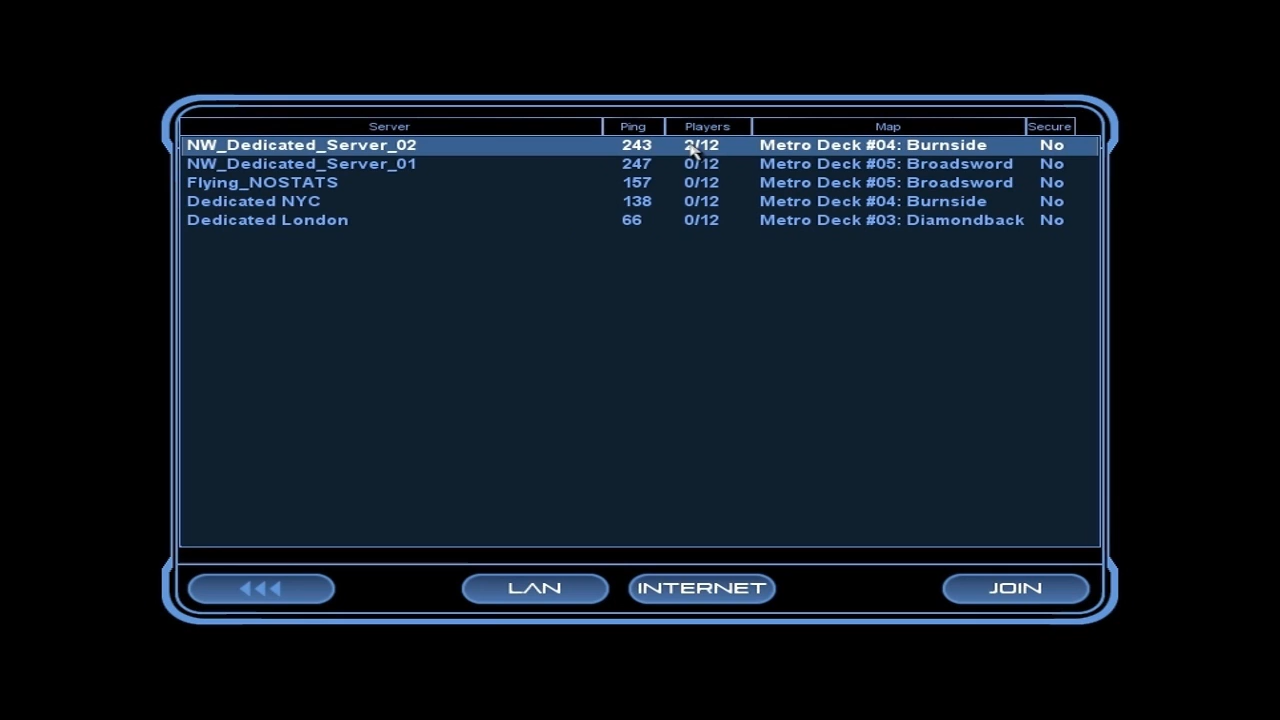 Server Ping Players Map Secure
NW_Dedicated_Server_02 243 2/12 Metro Deck #04: Burnside No
NW_Dedicated_Server_01 247 0/12 Metro Deck #05: Broadsword No
Flying_NOSTATS 157 0/12 Metro Deck #05: Broadsword No
Dedicated NYC 138 0/12 Metro Deck #04: Burnside No
Dedicated London 66 0/12 Metro Deck #03: Diamondback No
LAN INTERNET JOIN